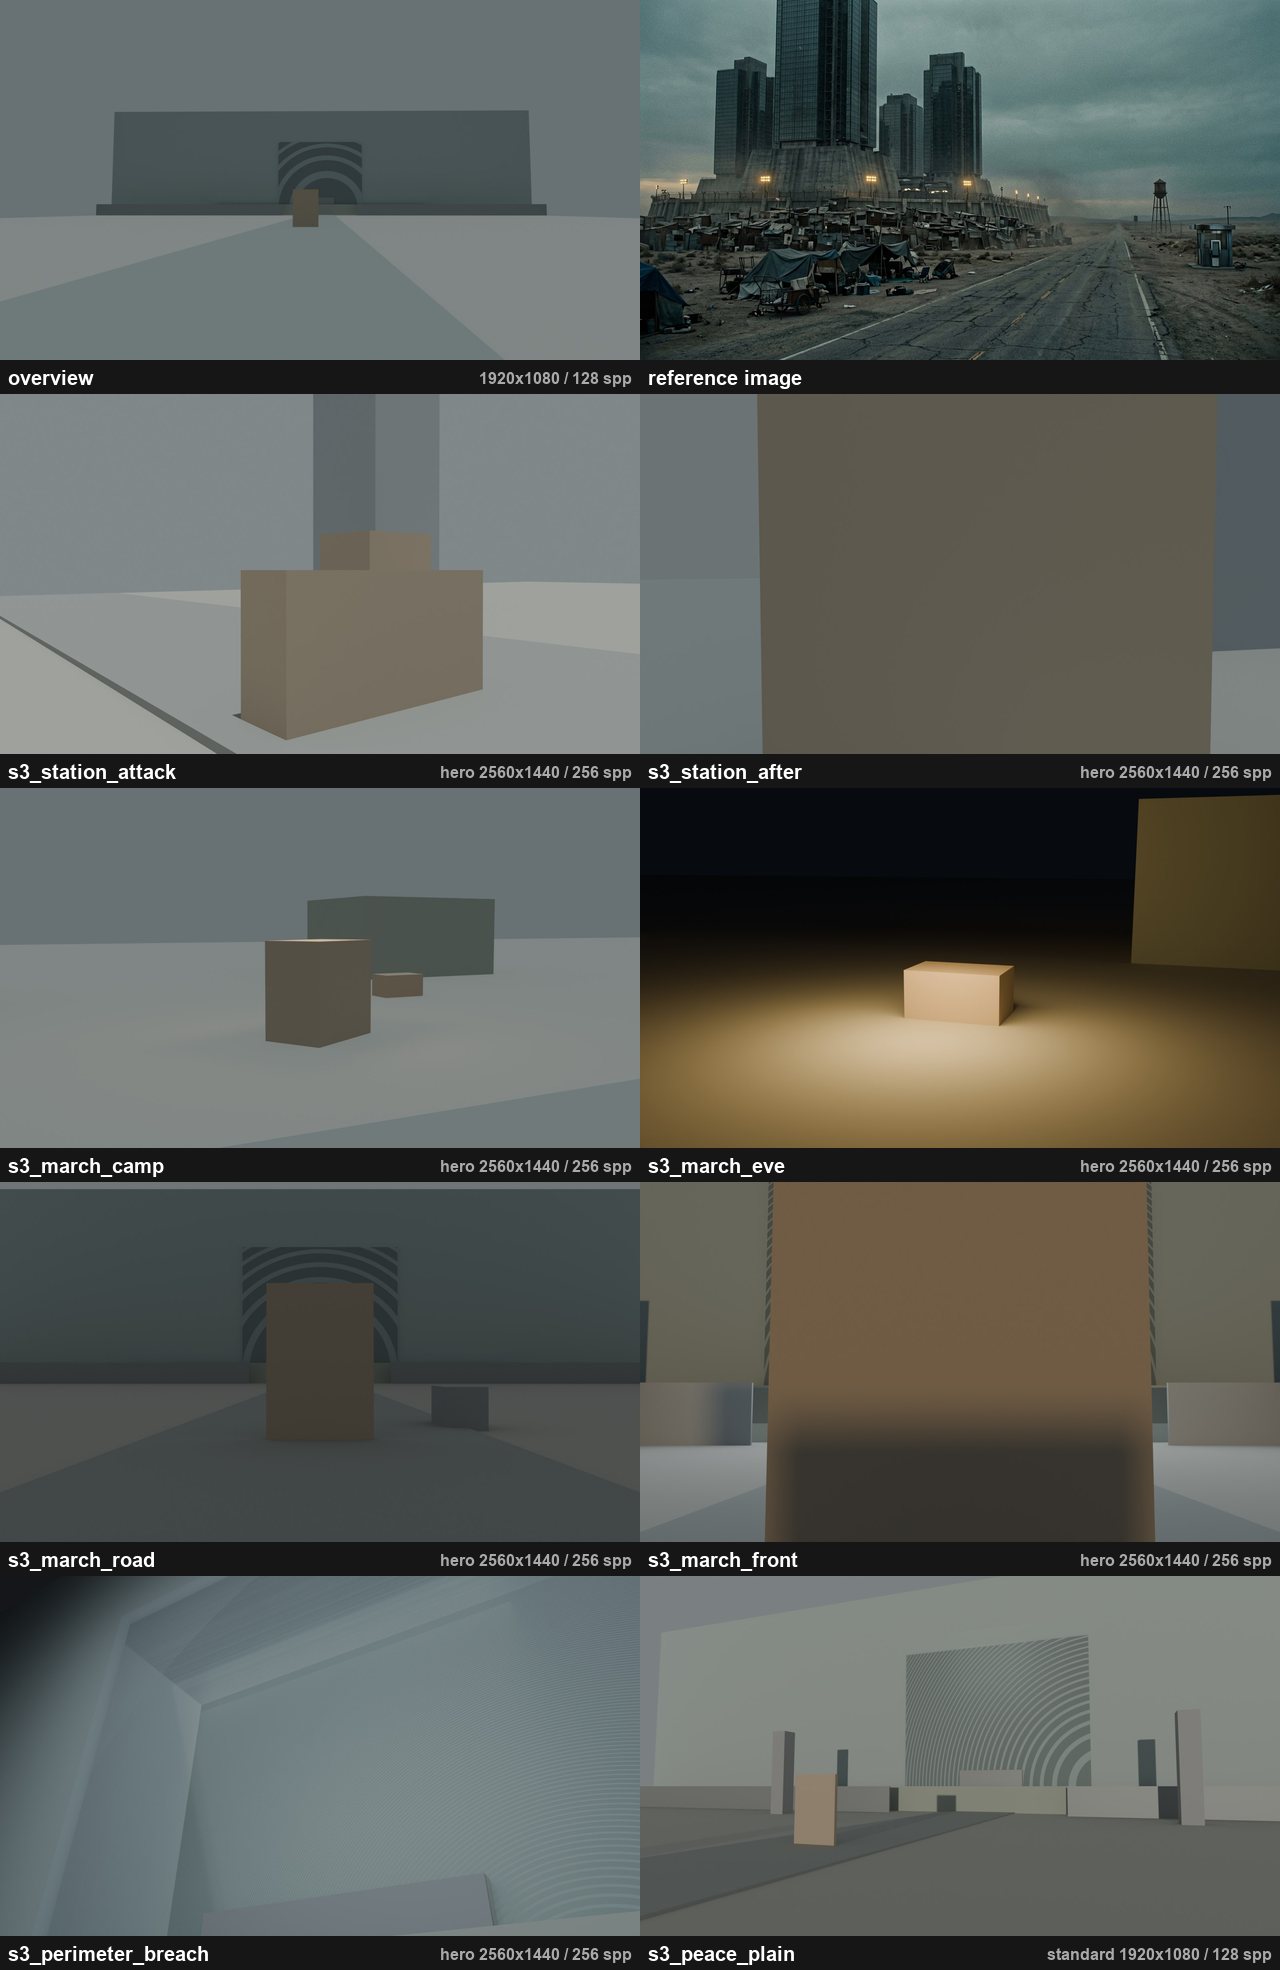 overview
1920x1080 / 128 spp
reference image
s3_station_attack
hero 2560x1440 / 256 spp
s3_station_after
hero 2560x1440 / 256 spp
s3_march_camp
hero 2560x1440 / 256 spp
s3_march_eve
hero 2560x1440 / 256 spp
s3_march_road
hero 2560x1440 / 256 spp
s3_march_front
hero 2560x1440 / 256 spp
s3_perimeter_breach
hero 2560x1440 / 256 spp
s3_peace_plain
standard 1920x1080 / 128 spp